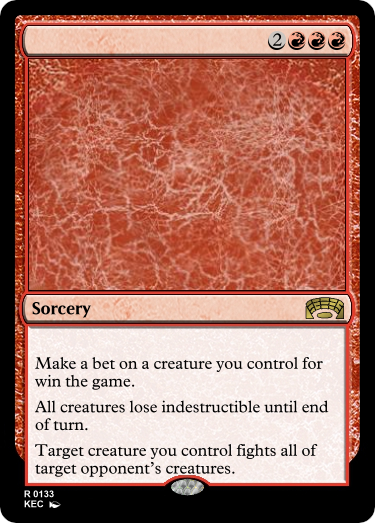 2
Sorcery
Make a bet on a creature you control for
win the game.
All creatures lose indestructible until end
of turn.
Target creature you control fights all of
target opponent's creatures.
R 0133
KEC